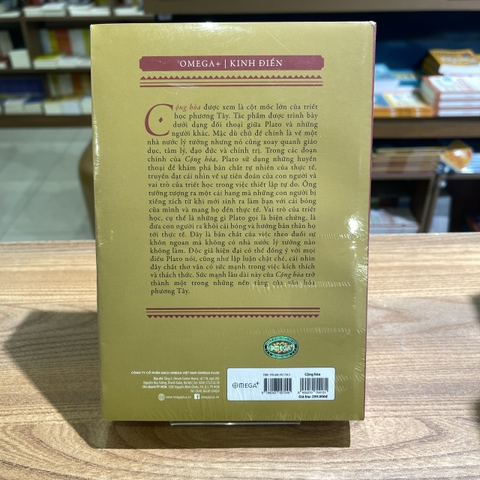 OMEGA+ | KINH ĐIỂN
Cộng hòa được xem là cột mốc lớn của triết
học phương Tây. Tác phẩm được trình bày
dưới dạng đối thoại giữa Plato và những
người khác. Mặc dù chủ đề chính là về một
nhà nước lý tưởng nhưng nó cũng xoay quanh giáo
dục, tâm lý, đạo đức và chính trị. Trong các đoạn
chính của Cộng hòa, Plato sử dụng những huyền
thoại để khám phá bản chất tự nhiên của thực tế,
truyền đạt cái nhìn về sự tiến đoán của con người và
vai trò của triết học trong việc thiết lập tự do. Ông
tưởng tượng ra một cái hang mà những con người bị
xiềng xích từ khi mới sinh ra làm bạn với cái bóng
của mình và mang họ đến thực tế. Vai trò của triết
học, cụ thể là những gì Plato gọi là biện chứng, là
đưa con người ra khỏi cái bóng và hướng bản thân họ
tới thực tế. Đây là bản chất của việc theo đuổi sự
khôn ngoan mà không có nhà nước lý tưởng nào
không làm. Độc giả hiện đại có thể đồng ý với mọi
điều Plato nói, cũng như lập luận chặt chẽ, cái nhìn
đầy chất thơ vẫn có sức mạnh trong việc kích thích
và thách thức. Sức mạnh lâu dài này của Cộng hòa trở
thành một trong những nền tảng của văn hóa
phương Tây.
OMEGA+
CÔNG TY CỔ PHẦN SÁCH OMEGA VIỆT NAM (OMEGA PLUS)
OMEGA+
Cộng hòa